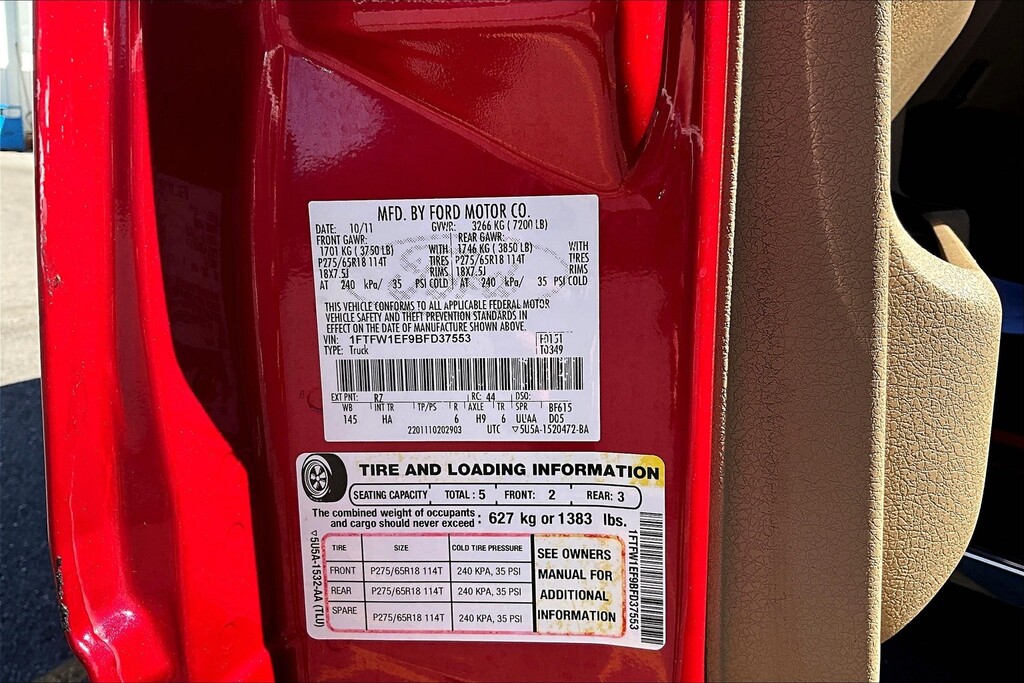 MFD. BY FORD MOTOR CO.
DATE: 10/11 GVWR: 3266 KG ( 7200 LB)
FRONT GAWR: REAR GAWR:
1701 KG ( 3750 LB) WITH 1746 KG ( 3850 LB) WITH
P275/65R18 114T TIRES P275/65R18 114T TIRES
18X7.5J RIMS 18X7.5J RIMS
AT 240 kPa/ 35 PSI COLD AT 240 kPa/ 35 PSI COLD
THIS VEHICLE CONFORMS TO ALL APPLICABLE FEDERAL MOTOR
VEHICLE SAFETY AND THEFT PREVENTION STANDARDS IN
EFFECT ON THE DATE OF MANUFACTURE SHOWN ABOVE.
VIN: 1FTFW1EF9BFD37553 F0151
TYPE: Truck T0349
EXT PNT: RZ RC: 44 DSO:
WB INT TR TP/PS R AXLE TR SPR BF615
145 HA 6 H9 6 UUAA D05
2201110202903 UTC ▽5U5A-1520472-BA
TIRE AND LOADING INFORMATION
SEATING CAPACITY TOTAL : 5 FRONT: 2 REAR: 3
The combined weight of occupants
and cargo should never exceed : 627 kg or 1383 lbs.
TIRE SIZE COLD TIRE PRESSURE
FRONT P275/65R18 114T 240 KPA, 35 PSI
REAR P275/65R18 114T 240 KPA, 35 PSI
SPARE P275/65R18 114T 240 KPA, 35 PSI
SEE OWNERS
MANUAL FOR
ADDITIONAL
INFORMATION
▽5U5A-1532-AA (TLU)
1FTFW1EF9BFD37553